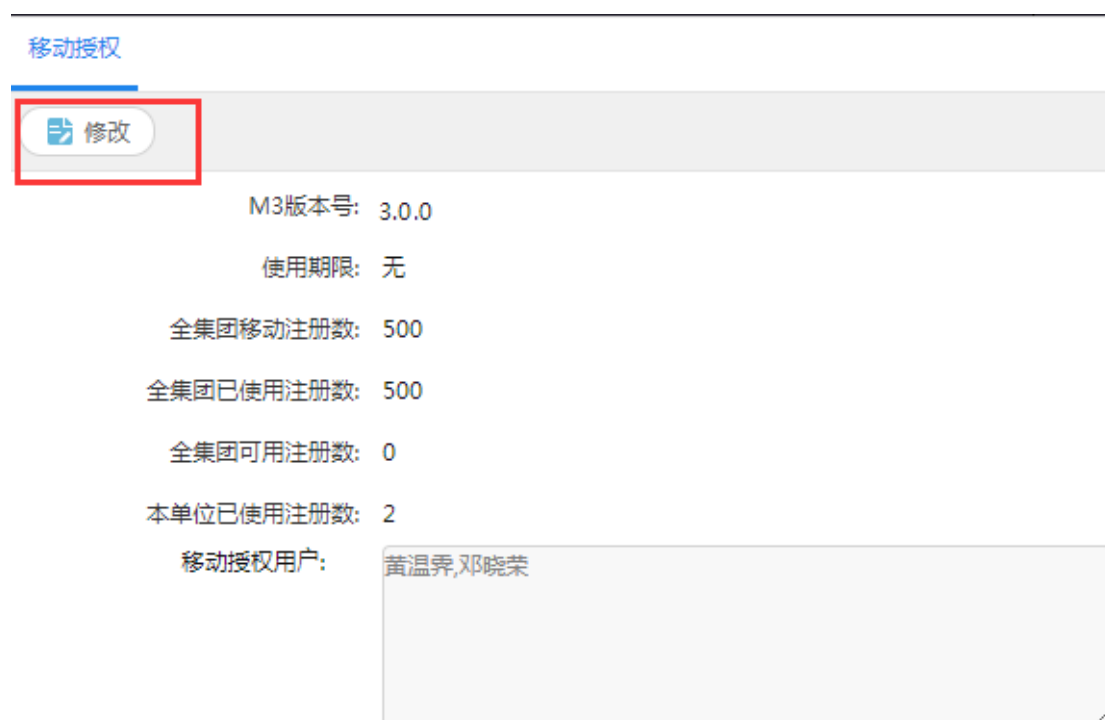 移动授权
修改
M3版本号: 3.0.0
使用期限: 无
全集团移动注册数: 500
全集团已使用注册数: 500
全集团可用注册数: 0
本单位已使用注册数: 2
移动授权用户: 黄温霁,邓晓荣